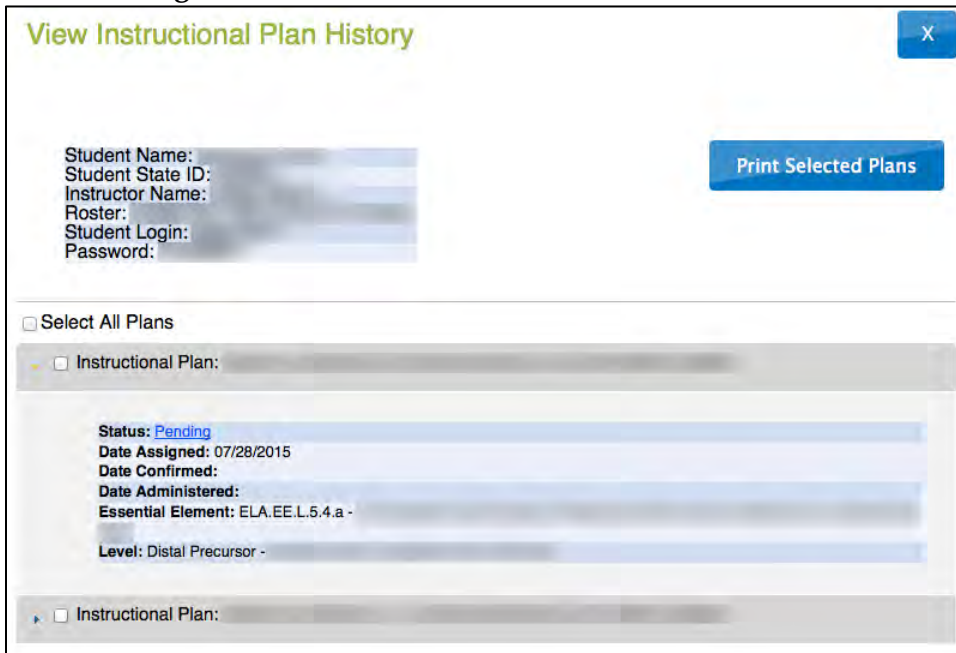 View Instructional Plan History
X
Student Name:
Student State ID:
Instructor Name:
Roster:
Student Login:
Password:
Print Selected Plans
Select All Plans
Instructional Plan:
Status: Pending
Date Assigned: 07/28/2015
Date Confirmed:
Date Administered:
Essential Element: ELA.EE.L.5.4.a -
Level: Distal Precursor -
Instructional Plan: